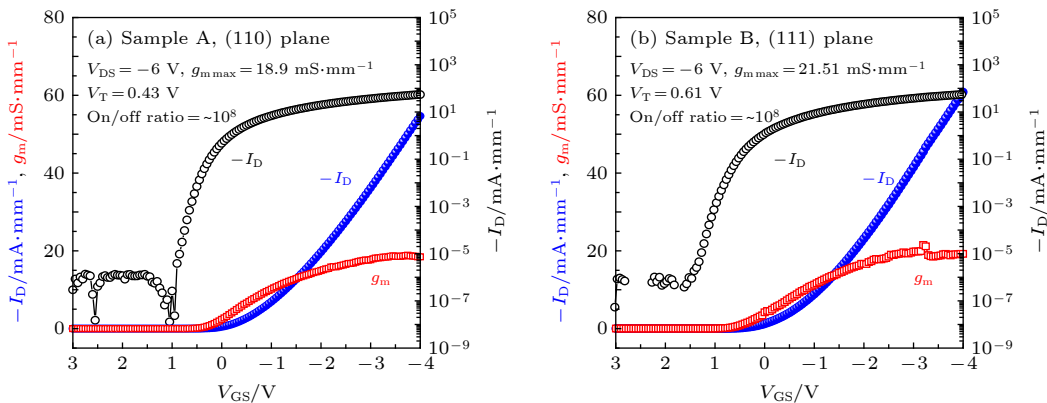 (a) Sample A, (110) plane
V_DS = −6 V, g_m max = 18.9 mS·mm⁻¹
V_T = 0.43 V
On/off ratio = ~10⁸
−I_D
−I_D
g_m
80
60
40
20
0
10⁵
10³
10¹
10⁻¹
10⁻³
10⁻⁵
10⁻⁷
10⁻⁹
3 2 1 0 −1 −2 −3 −4
V_GS/V
−I_D/mA·mm⁻¹, g_m/mS·mm⁻¹
−I_D/mA·mm⁻¹
(b) Sample B, (111) plane
V_DS = −6 V, g_m max = 21.51 mS·mm⁻¹
V_T = 0.61 V
On/off ratio = ~10⁸
−I_D
−I_D
g_m
80
60
40
20
0
10⁵
10³
10¹
10⁻¹
10⁻³
10⁻⁵
10⁻⁷
10⁻⁹
3 2 1 0 −1 −2 −3 −4
V_GS/V
−I_D/mA·mm⁻¹, g_m/mS·mm⁻¹
−I_D/mA·mm⁻¹